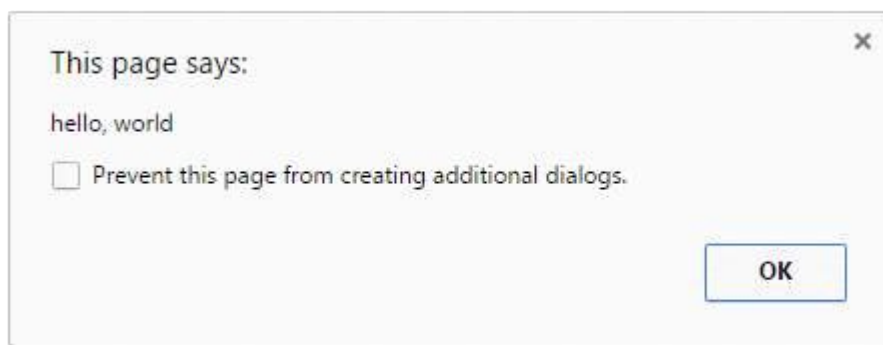 This page says:
hello, world
Prevent this page from creating additional dialogs.
OK